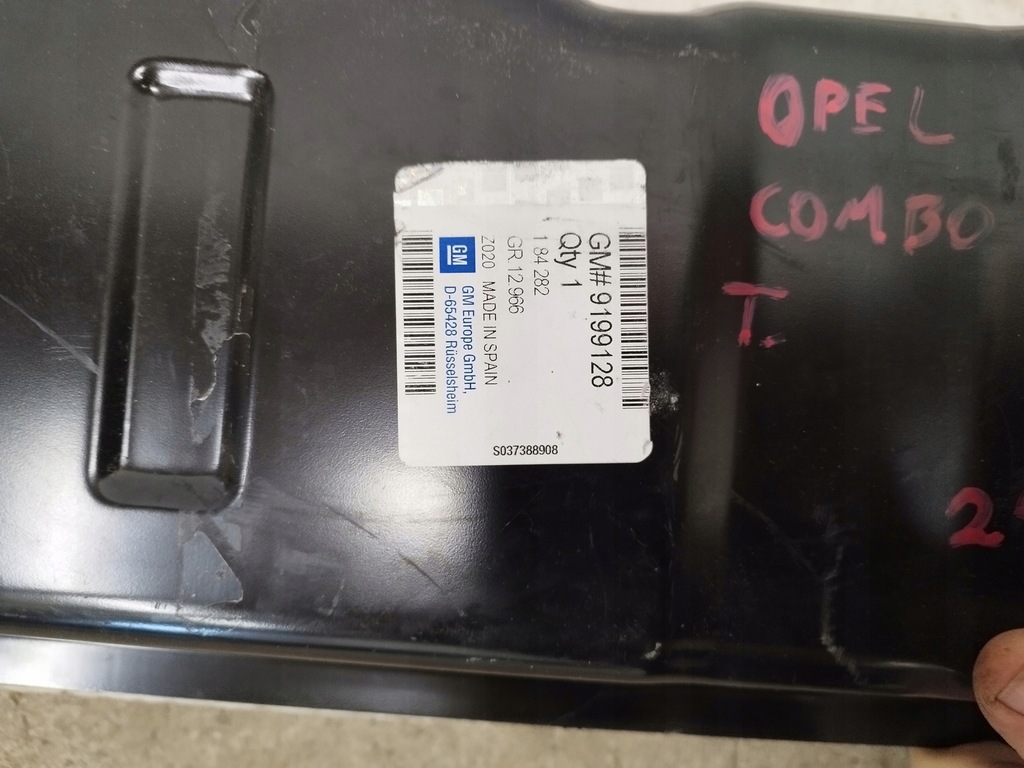 GM# 9199128
Qty 1
1 84 282
GR 12 966
Z020 MADE IN SPAIN
GM
GM Europe GmbH,
D-65428 Rüsselsheim
S037388908
OPEL
COMBO
T.